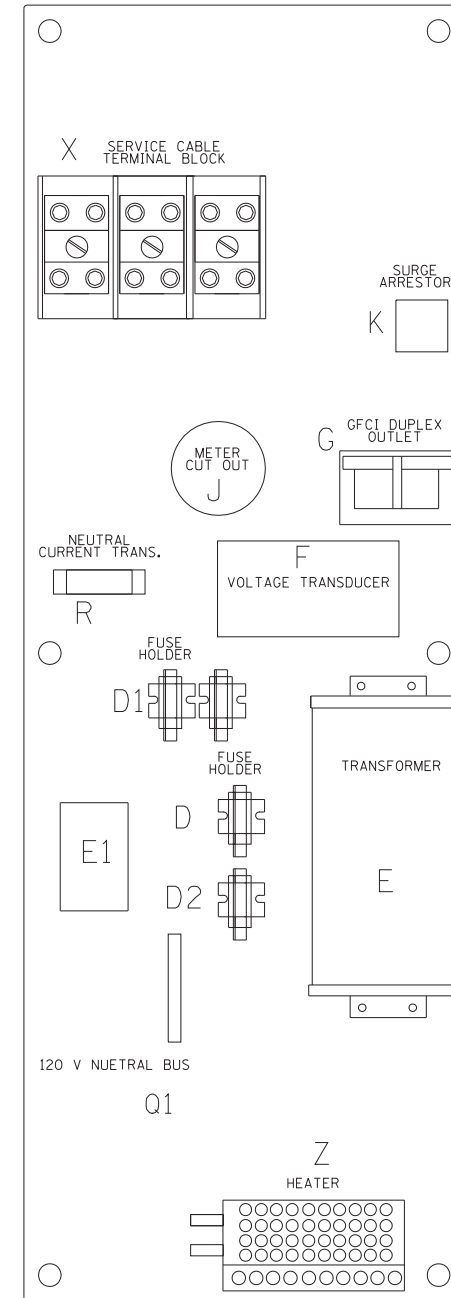 X
SERVICE CABLE
TERMINAL BLOCK
SURGE
ARRESTOR
K
GFCI DUPLEX
OUTLET
G
METER
CUT OUT
J
NEUTRAL
CURRENT TRANS.
R
F
VOLTAGE TRANSDUCER
FUSE
HOLDER
D1
FUSE
HOLDER
TRANSFORMER
D
E1
E
D2
120 V NUETRAL BUS
Q1
Z
HEATER